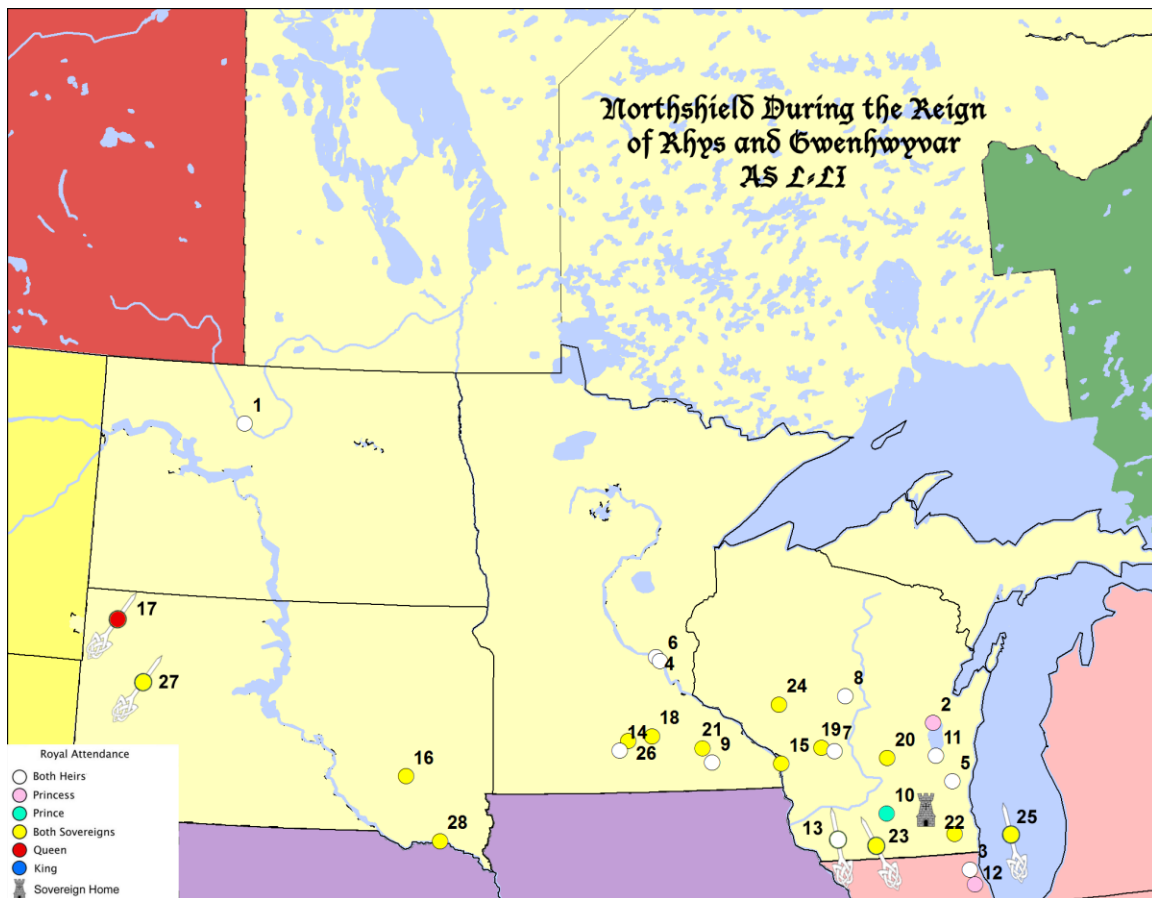 Northshield During the Reign
of Rhys and Gwenhwyvar
AS L-LI
1
17
27
6
4
24
8
2
14
18
26
21
9
15
19
7
20
11
5
16
28
10
13
23
22
25
3
12
Royal Attendance
Both Heirs
Princess
Prince
Both Sovereigns
Queen
King
Sovereign Home